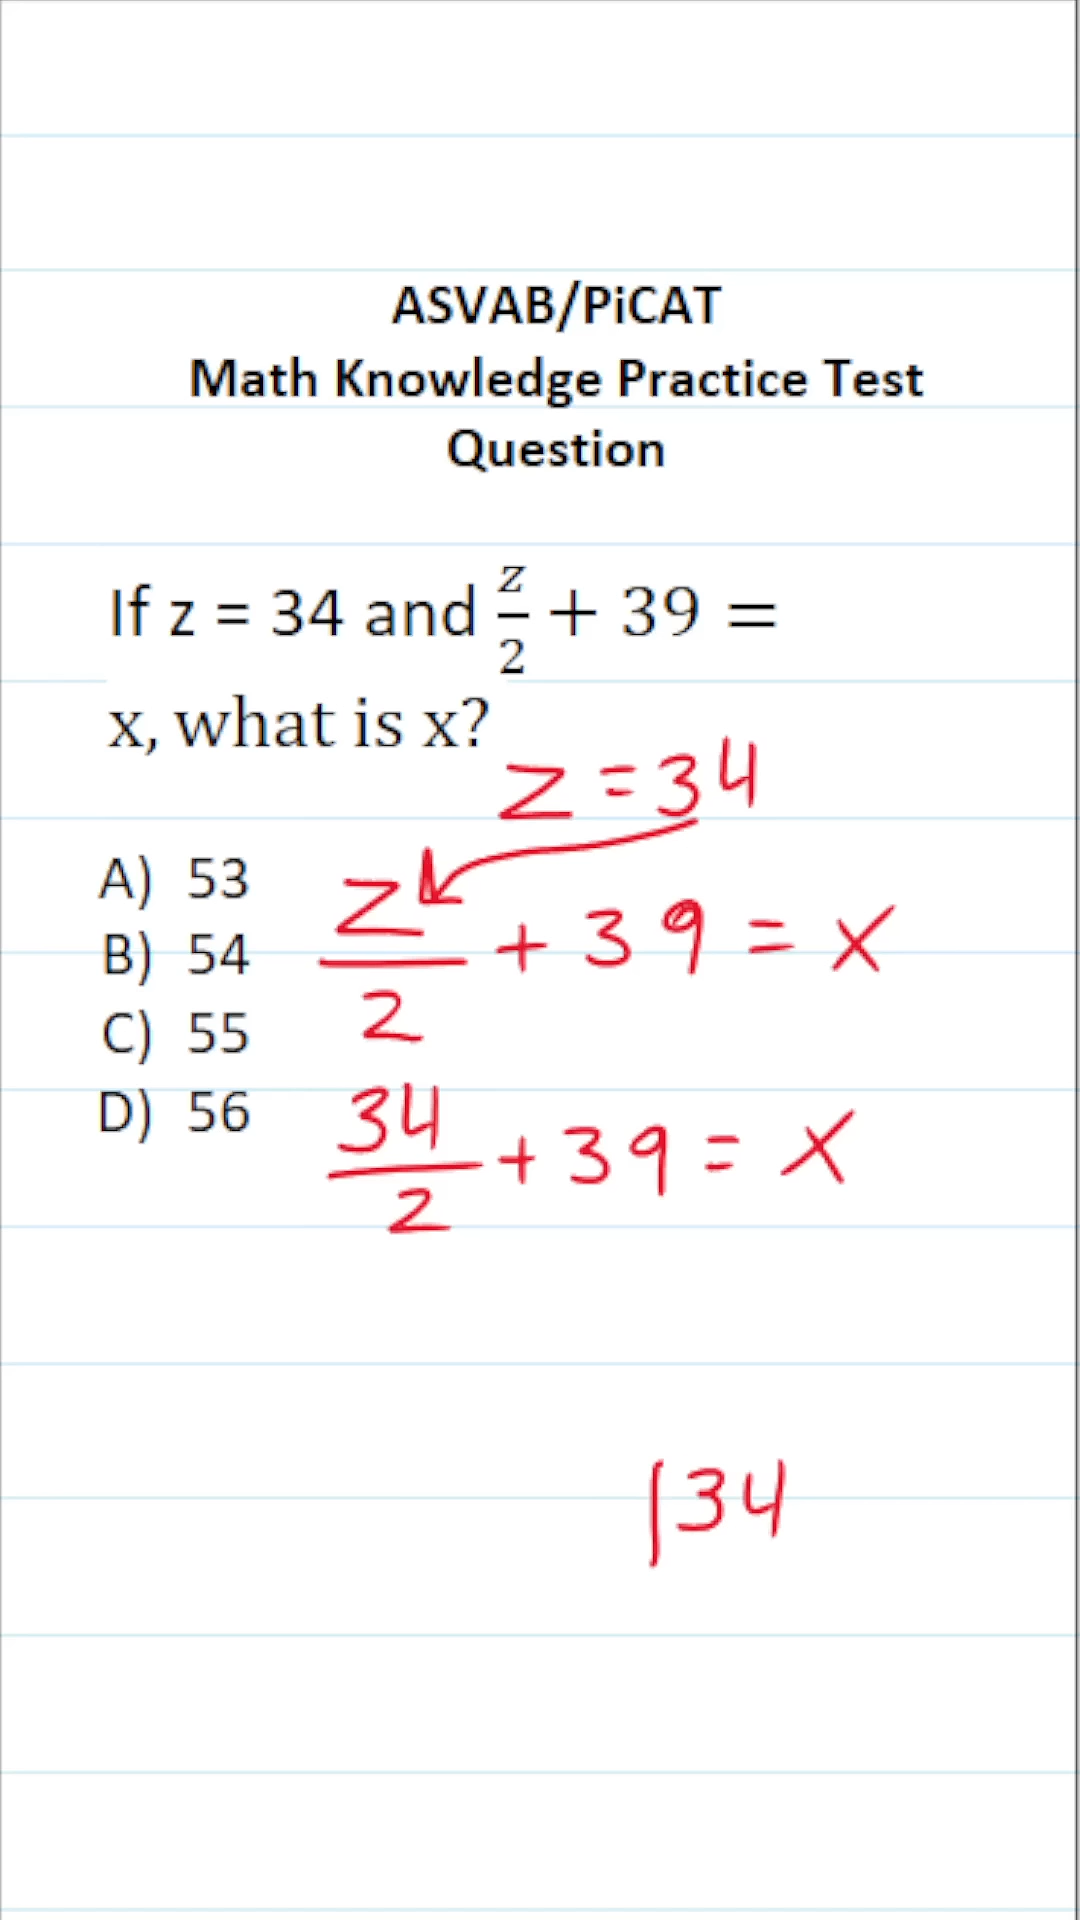 ASVAB/PiCAT
Math Knowledge Practice Test
Question
If z = 34 and z/2 + 39 =
x, what is x?
z = 34
A) 53
B) 54
C) 55
D) 56
z/2 + 39 = x
34/2 + 39 = x
|34